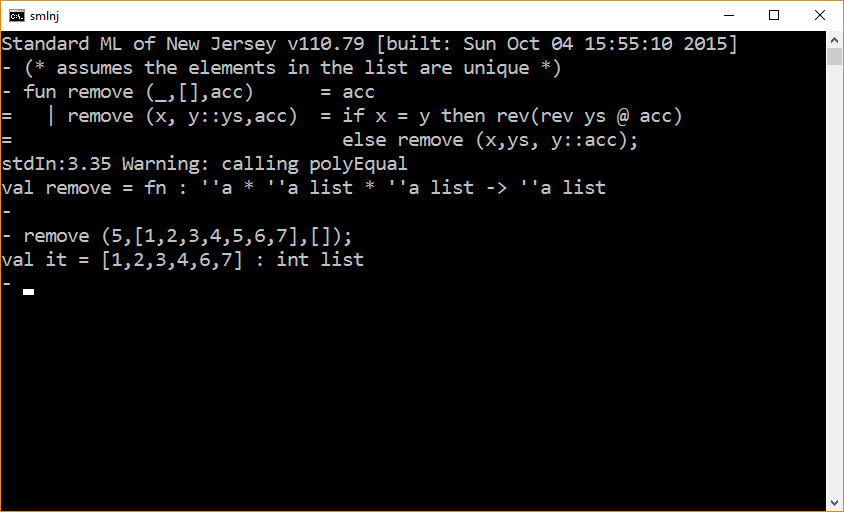 smlnj
Standard ML of New Jersey v110.79 [built: Sun Oct 04 15:55:10 2015]
- (* assumes the elements in the list are unique *)
- fun remove (_,[],acc)      = acc
=   | remove (x, y::ys,acc)  = if x = y then rev(rev ys @ acc)
=                              else remove (x,ys, y::acc);
stdIn:3.35 Warning: calling polyEqual
val remove = fn : ''a * ''a list * ''a list -> ''a list
-
- remove (5,[1,2,3,4,5,6,7],[]);
val it = [1,2,3,4,6,7] : int list
-